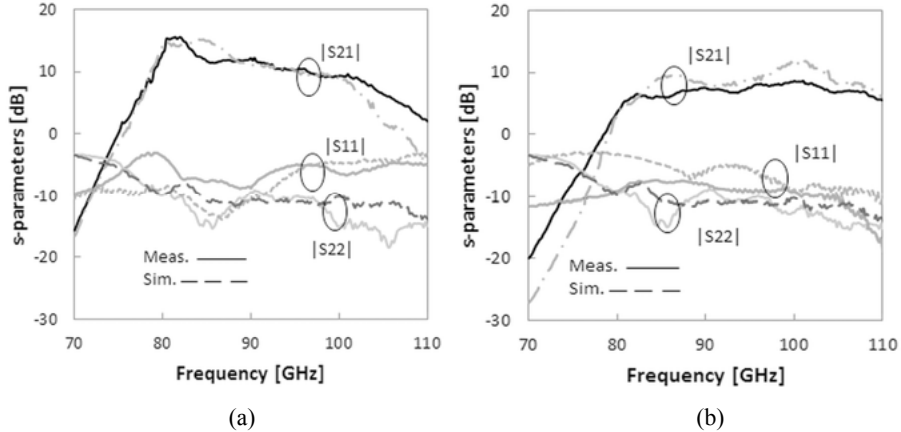 20
10
0
-10
-20
-30
s-parameters [dB]
|S21|
|S11|
|S22|
Meas.
Sim.
70 80 90 100 110
Frequency [GHz]
(a)
20
10
0
-10
-20
-30
s-parameters [dB]
|S21|
|S11|
|S22|
Meas.
Sim.
70 80 90 100 110
Frequency [GHz]
(b)